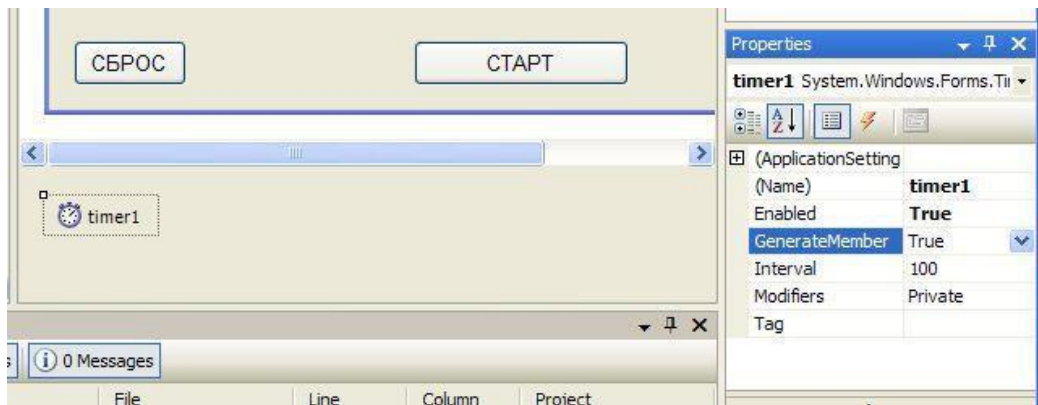 СБРОС
СТАРТ
timer1
0 Messages
File Line Column Project
Properties
timer1 System.Windows.Forms.Ti
(ApplicationSetting
(Name) timer1
Enabled True
GenerateMember True
Interval 100
Modifiers Private
Tag